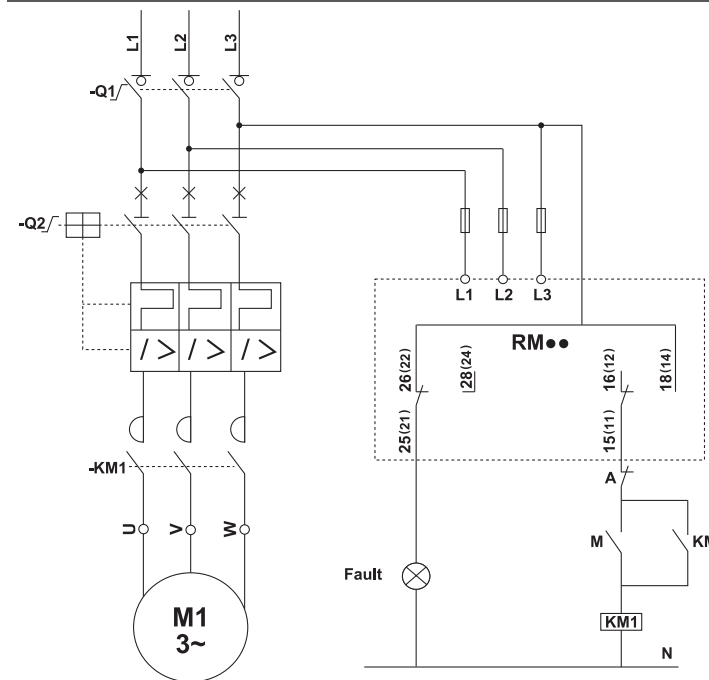 L1
L2
L3
-Q1
-Q2
L1 L2 L3
RM●●
26(22)
28(24)
16(12)
18(14)
25(21)
15(11)
I >
I >
I >
-KM1
A
U
V
W
M
KM
Fault
M1
3~
KM1
N